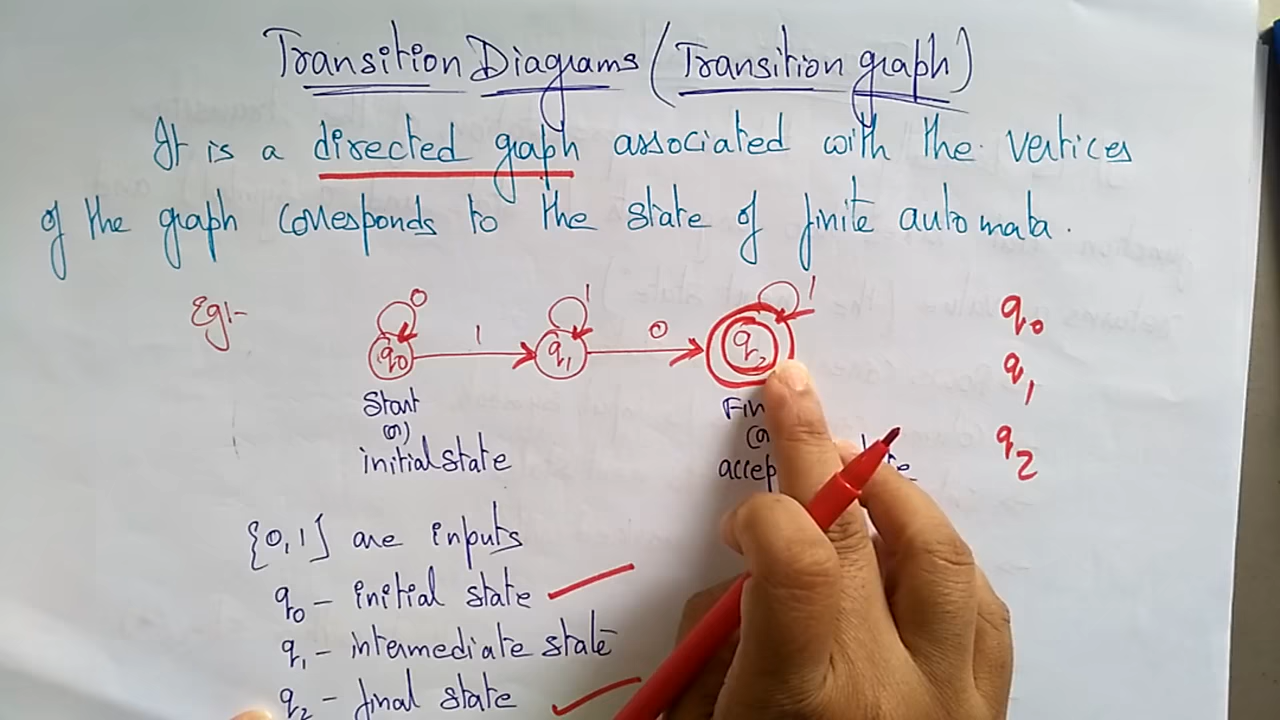 Transition Diagrams (Transition graph)
It is a directed graph associated with the vertices
of the graph corresponds to the state of finite automata.
Eg:-
0 1 1
q0 1 q1 0 q2
q0
q1
q2
Start
(or)
initial state
{0,1} are inputs
q0 - initial state
q1 - intermediate state
q2 - final state